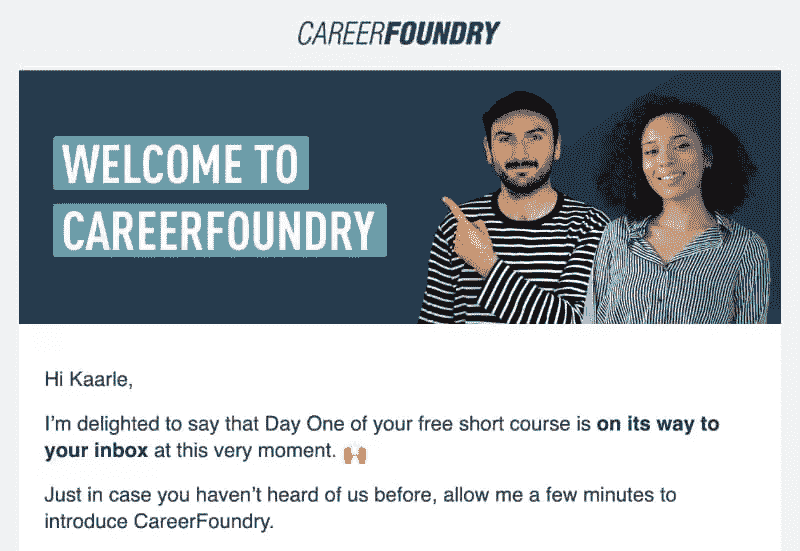 CAREERFOUNDRY
WELCOME TO
CAREERFOUNDRY
Hi Kaarle,
I'm delighted to say that Day One of your free short course is on its way to
your inbox at this very moment. 🙌🏽
Just in case you haven't heard of us before, allow me a few minutes to
introduce CareerFoundry.